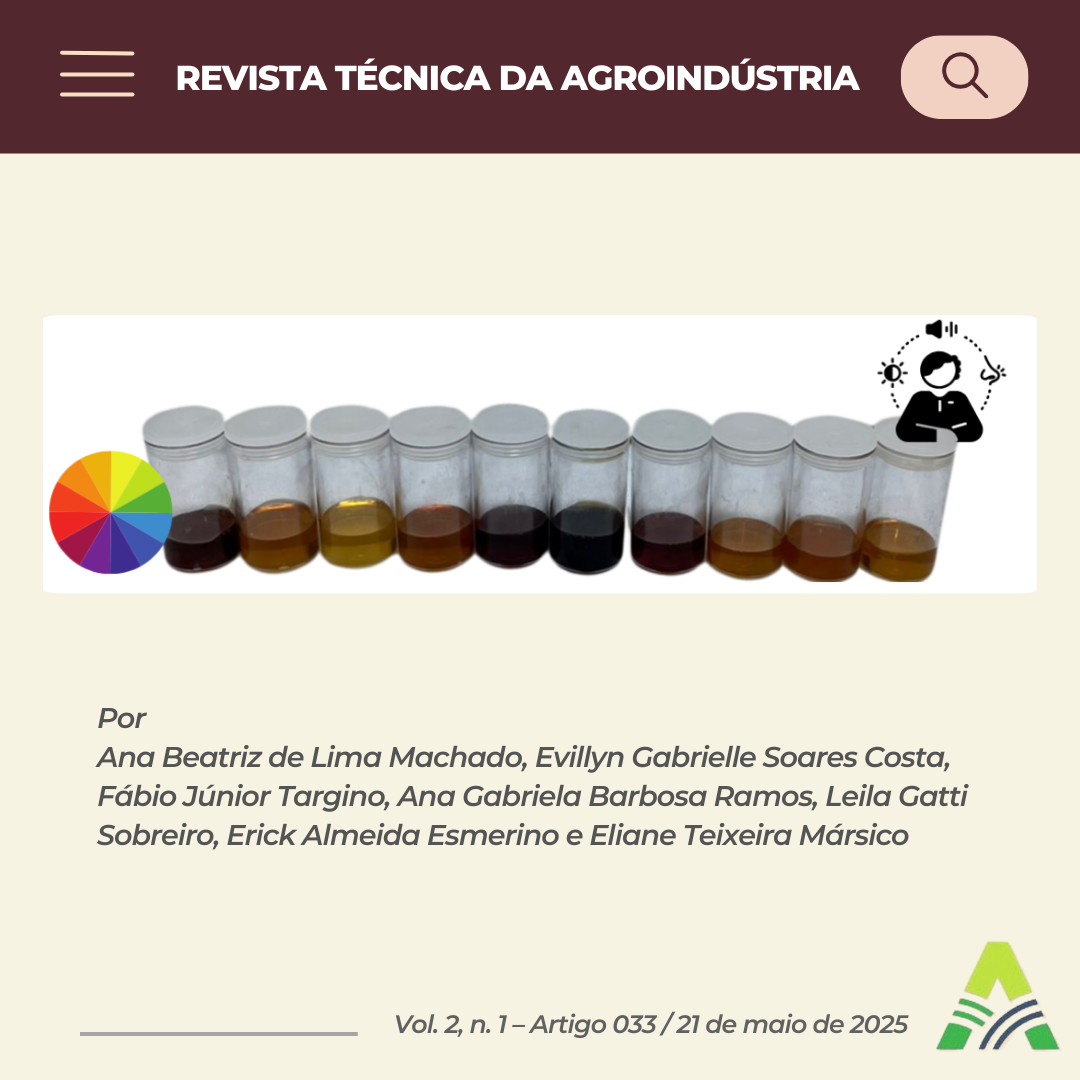 REVISTA TÉCNICA DA AGROINDÚSTRIA
Por
Ana Beatriz de Lima Machado, Evillyn Gabrielle Soares Costa,
Fábio Júnior Targino, Ana Gabriela Barbosa Ramos, Leila Gatti
Sobreiro, Erick Almeida Esmerino e Eliane Teixeira Mársico
Vol. 2, n. 1 – Artigo 033 / 21 de maio de 2025